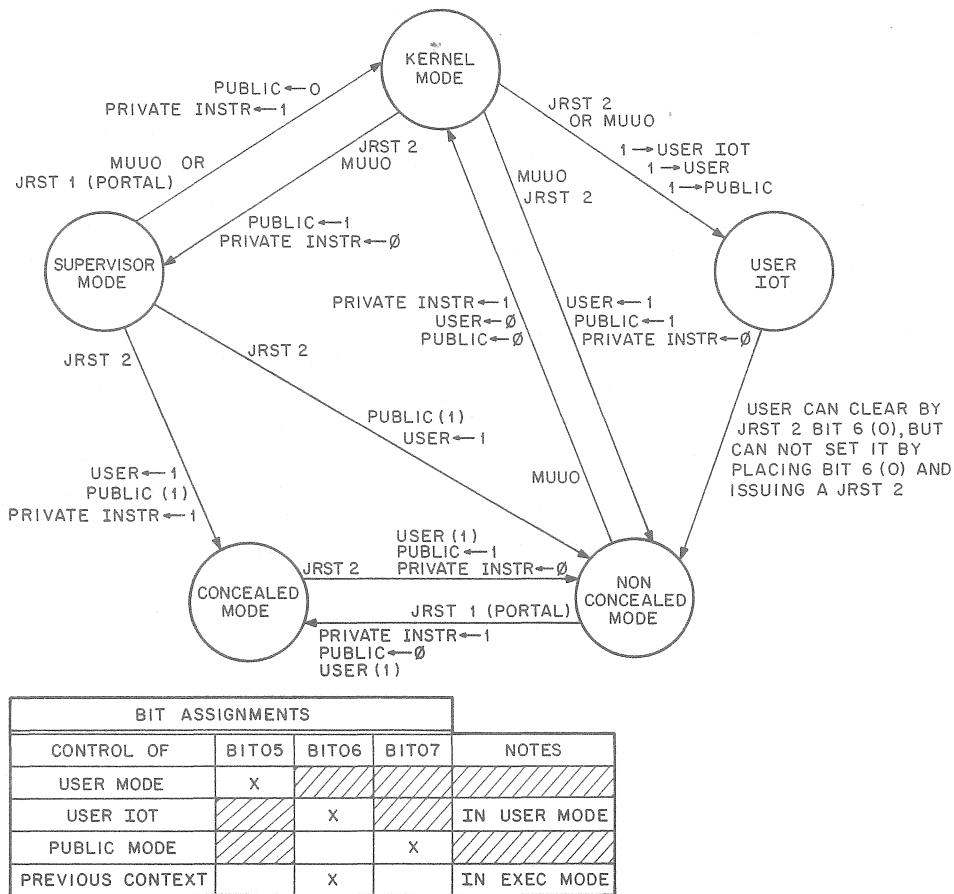 KERNEL
MODE
PUBLIC←0
PRIVATE INSTR←1
MUUO OR
JRST 1 (PORTAL)
JRST 2
MUUO
PUBLIC←1
PRIVATE INSTR←Ø
JRST 2
OR MUUO
1→USER IOT
1→USER
1→PUBLIC
MUUO
JRST 2
SUPERVISOR
MODE
USER
IOT
PRIVATE INSTR←1
USER←Ø
PUBLIC←Ø
USER←1
PUBLIC←1
PRIVATE INSTR←Ø
JRST 2
JRST 2
PUBLIC (1)
USER←1
USER CAN CLEAR BY
JRST 2 BIT 6 (0), BUT
CAN NOT SET IT BY
PLACING BIT 6 (0) AND
ISSUING A JRST 2
MUUO
USER←1
PUBLIC (1)
PRIVATE INSTR←1
USER (1)
PUBLIC←1
PRIVATE INSTR←Ø
JRST 2
CONCEALED
MODE
NON
CONCEALED
MODE
JRST 1 (PORTAL)
PRIVATE INSTR←1
PUBLIC←Ø
USER (1)
BIT ASSIGNMENTS
CONTROL OF BIT05 BIT06 BIT07 NOTES
USER MODE X
USER IOT X IN USER MODE
PUBLIC MODE X
PREVIOUS CONTEXT X IN EXEC MODE